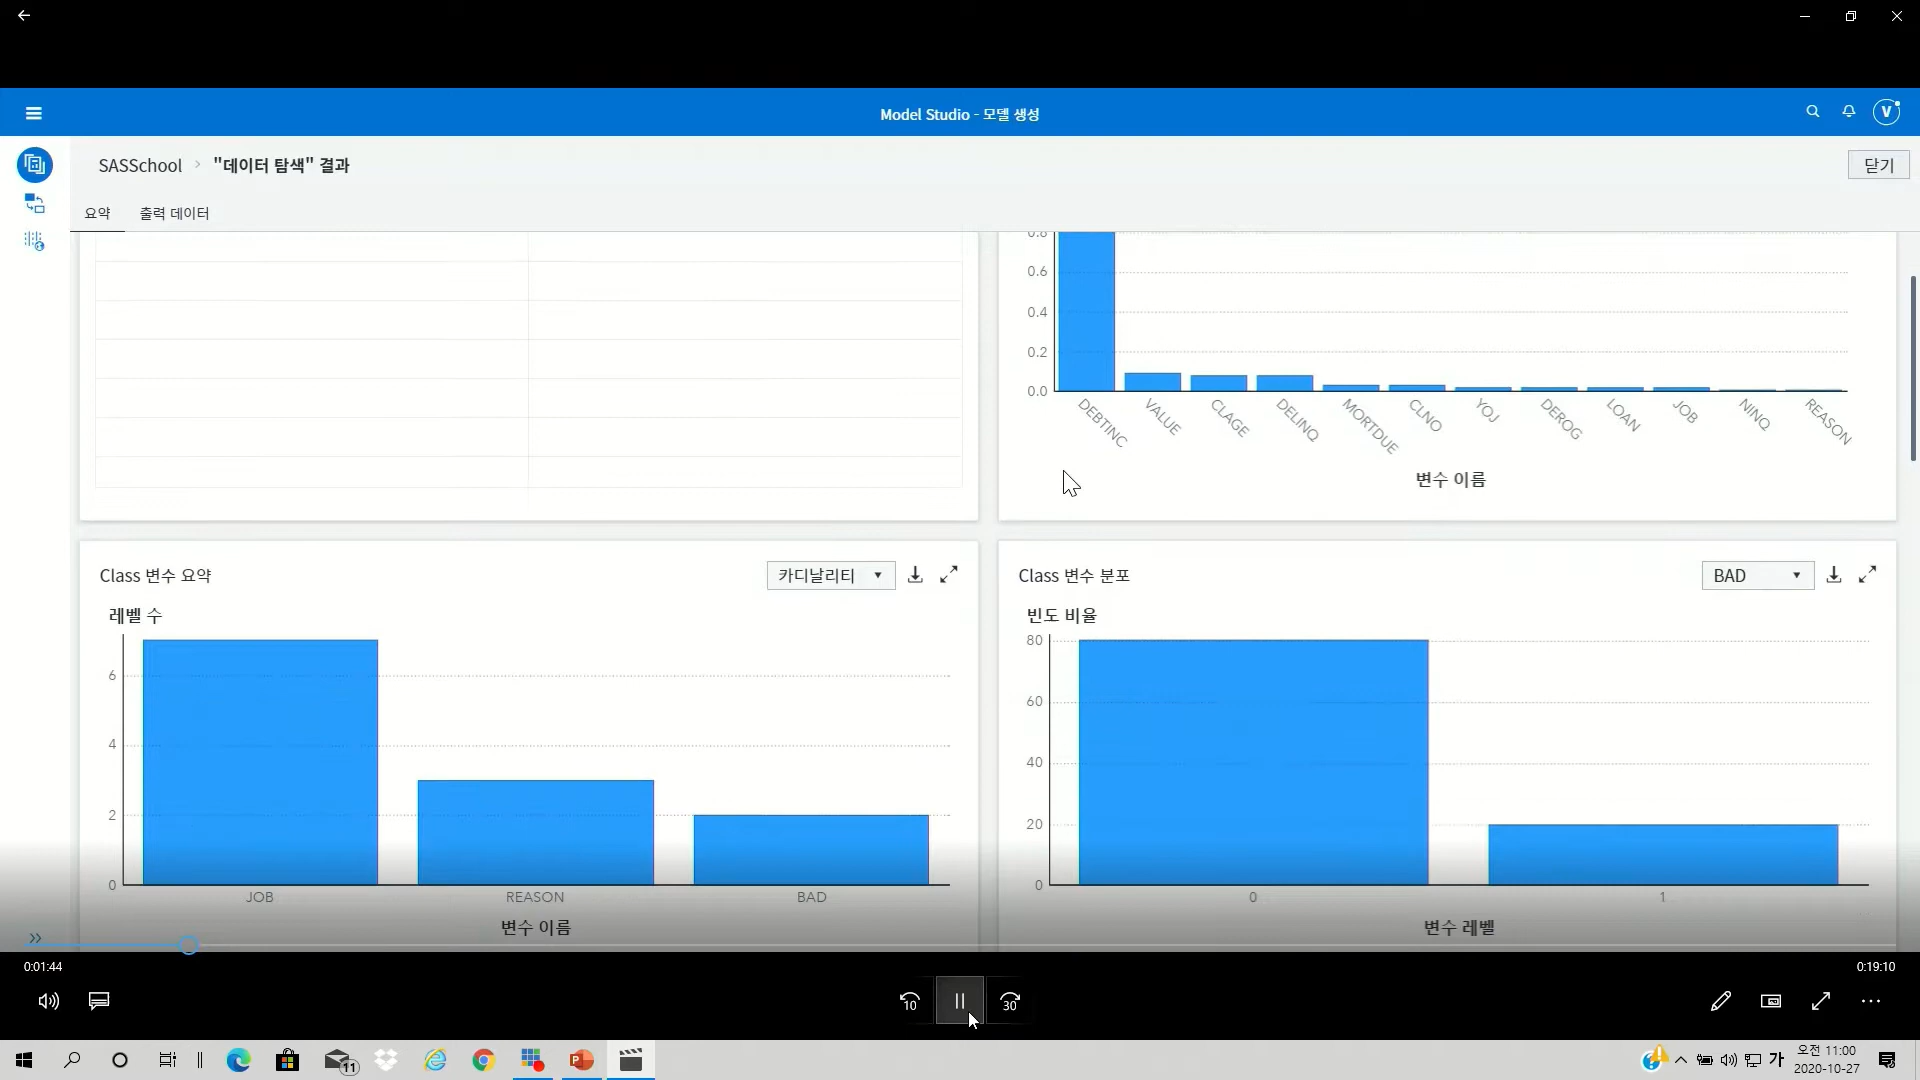 Model Studio - 모델 생성
V
SASSchool > "데이터 탐색" 결과
닫기
요약
출력 데이터
0.8
0.6
0.4
0.2
0.0
DEBTINC
VALUE
CLAGE
DELINQ
MORTDUE
CLNO
YOJ
DEROG
LOAN
JOB
NINQ
REASON
변수 이름
Class 변수 요약
카디날리티
레벨 수
6
4
2
0
JOB
REASON
BAD
변수 이름
Class 변수 분포
BAD
빈도 비율
80
60
40
20
0
0
1
변수 레벨
0:01:44
0:19:10
10
30
11
가
오전 11:00
2020-10-27